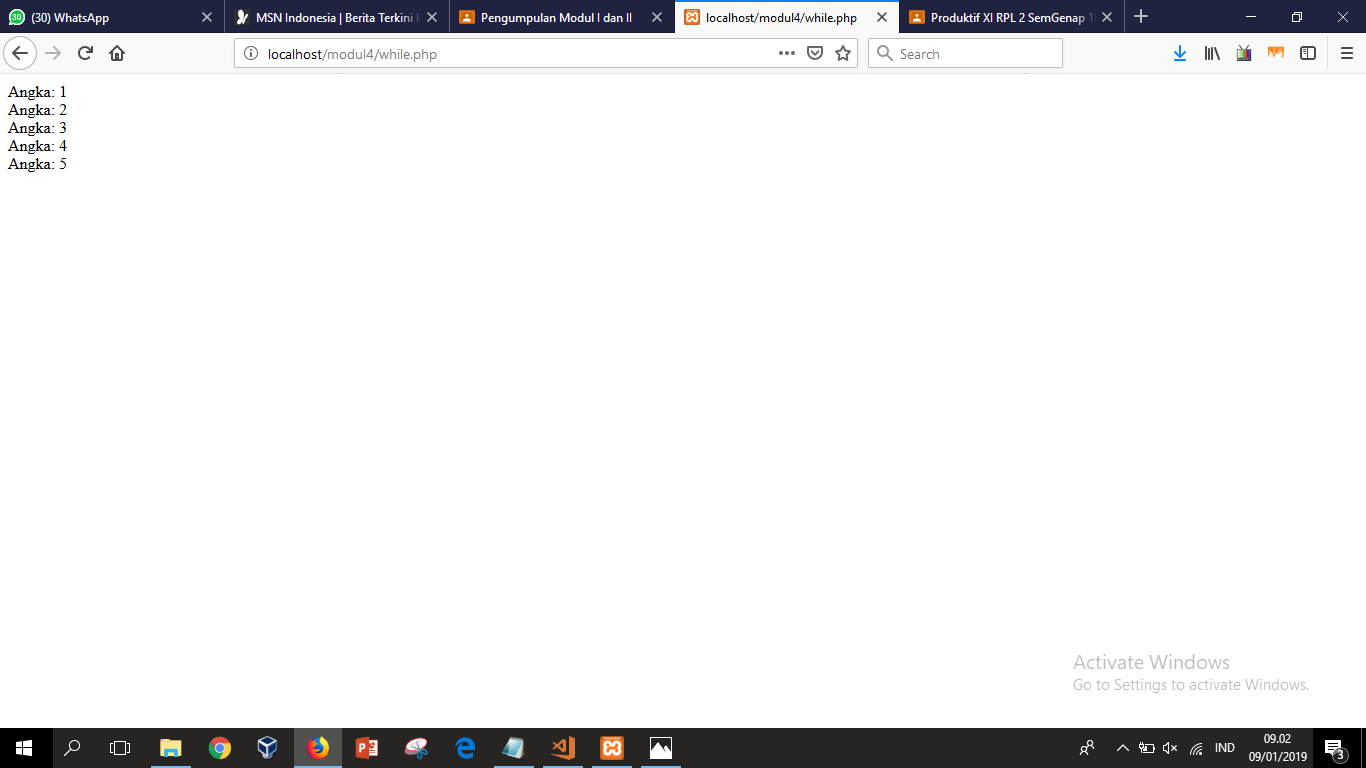 30 (30) WhatsApp
MSN Indonesia | Berita Terkini
Pengumpulan Modul I dan II
localhost/modul4/while.php
Produktif XI RPL 2 SemGenap
localhost/modul4/while.php
Search
Angka: 1
Angka: 2
Angka: 3
Angka: 4
Angka: 5
Activate Windows
Go to Settings to activate Windows.
IND
09.02
09/01/2019
3